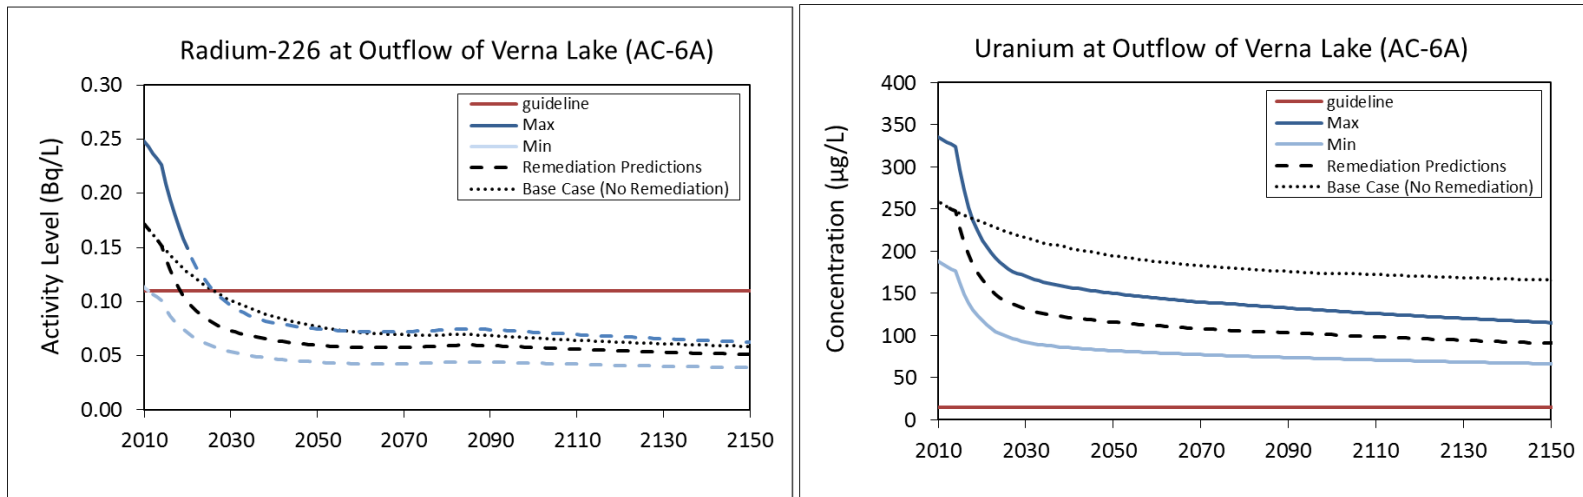 Radium-226 at Outflow of Verna Lake (AC-6A)
Activity Level (Bq/L)
0.30
0.25
0.20
0.15
0.10
0.05
0.00
2010 2030 2050 2070 2090 2110 2130 2150
guideline
Max
Min
Remediation Predictions
Base Case (No Remediation)
Uranium at Outflow of Verna Lake (AC-6A)
Concentration (µg/L)
400
350
300
250
200
150
100
50
0
2010 2030 2050 2070 2090 2110 2130 2150
guideline
Max
Min
Remediation Predictions
Base Case (No Remediation)